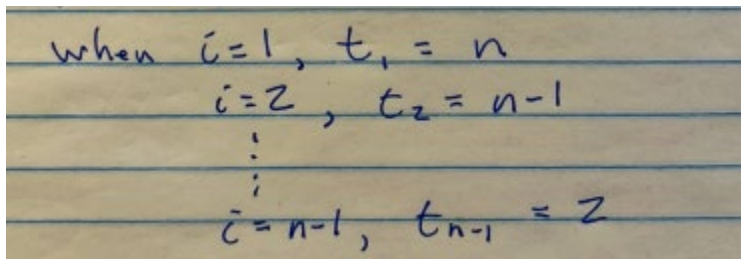 when i=1, t₁ = n
i=2, t₂ = n-1
⋮
i=n-1, tₙ₋₁ = 2